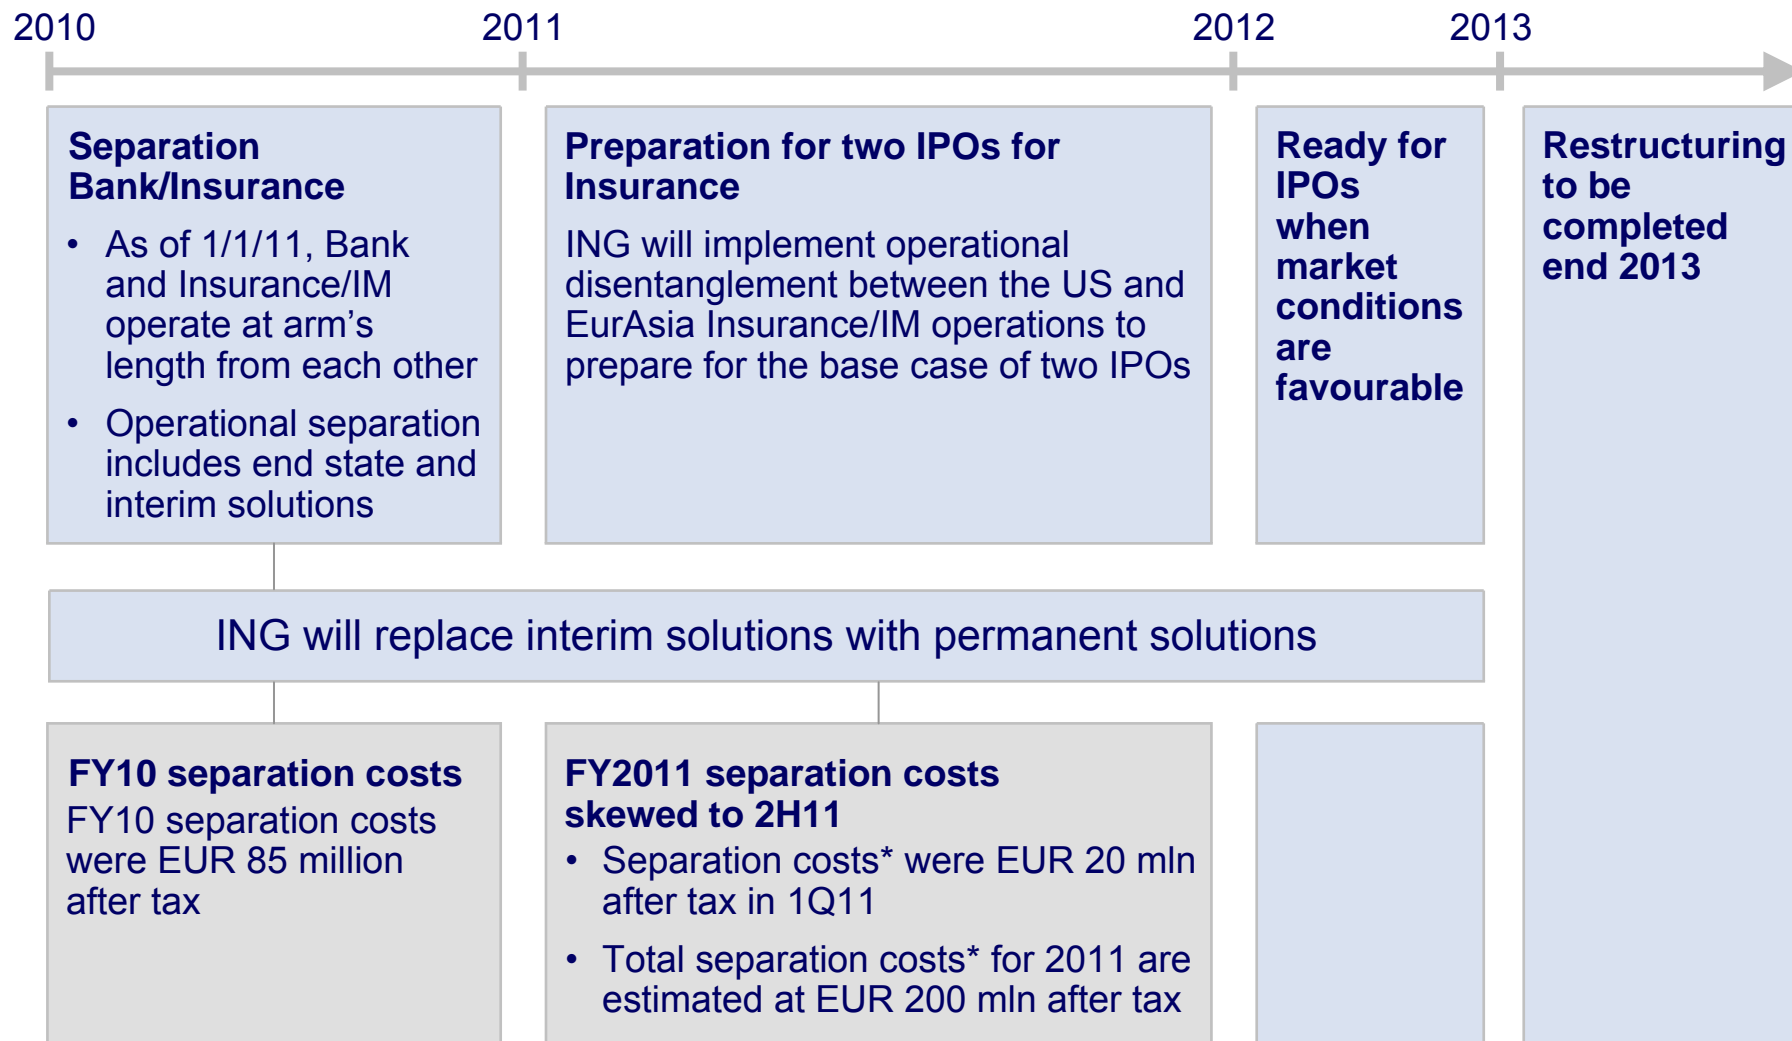 2010 2011 2012 2013
Separation
Bank/Insurance
• As of 1/1/11, Bank
and Insurance/IM
operate at arm’s
length from each other
• Operational separation
includes end state and
interim solutions
Preparation for two IPOs for
Insurance
ING will implement operational
disentanglement between the US and
EurAsia Insurance/IM operations to
prepare for the base case of two IPOs
Ready for
IPOs
when
market
conditions
are
favourable
Restructuring
to be
completed
end 2013
ING will replace interim solutions with permanent solutions
FY10 separation costs
FY10 separation costs
were EUR 85 million
after tax
FY2011 separation costs
skewed to 2H11
• Separation costs* were EUR 20 mln
after tax in 1Q11
• Total separation costs* for 2011 are
estimated at EUR 200 mln after tax